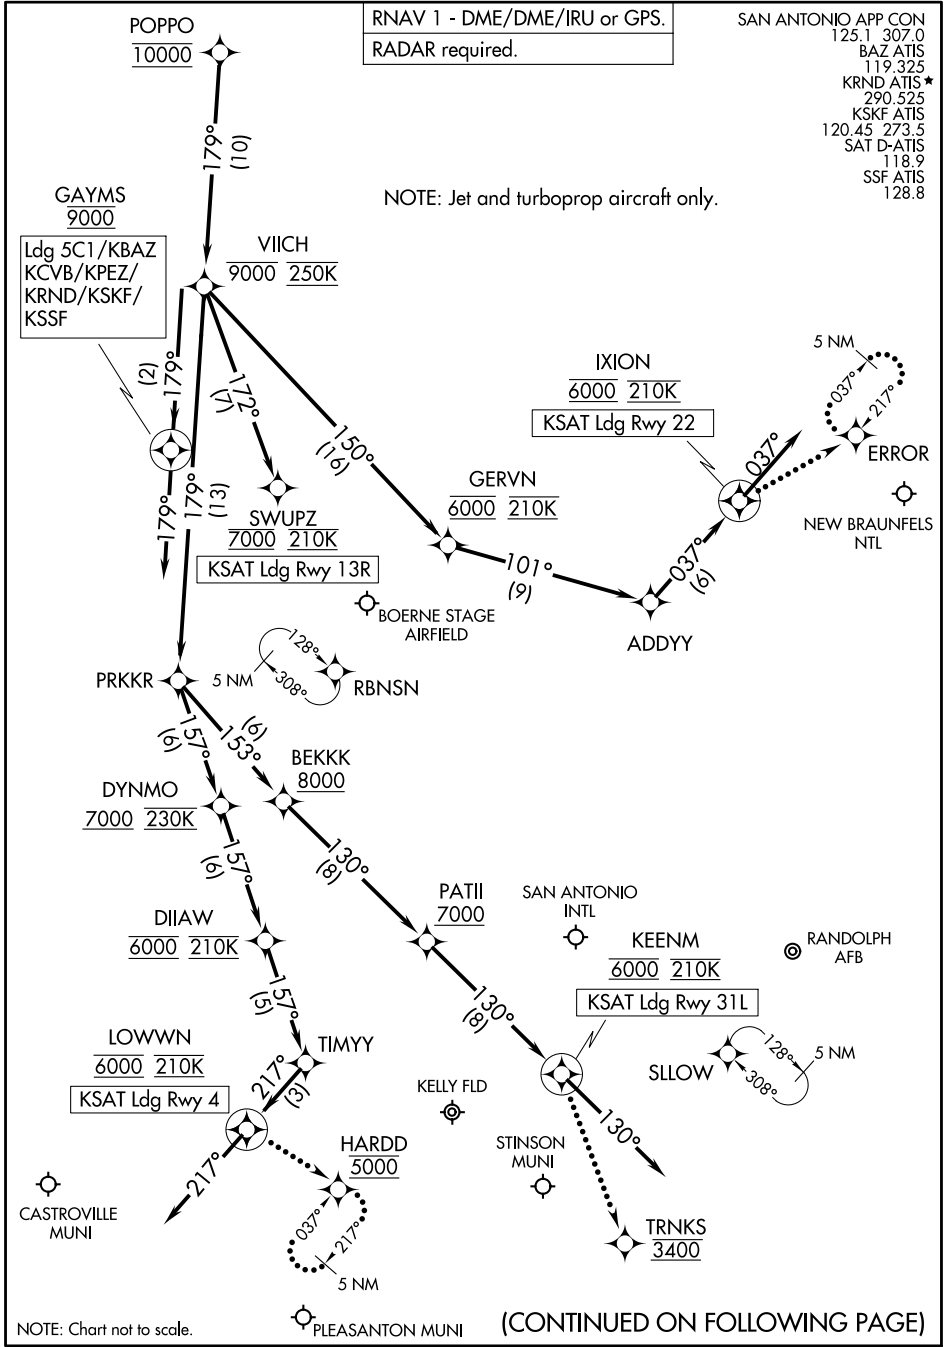 POPPO
10000
RNAV 1 - DME/DME/IRU or GPS.
RADAR required.
SAN ANTONIO APP CON
125.1 307.0
BAZ ATIS
119.325
KRND ATIS★
290.525
KSKF ATIS
120.45 273.5
SAT D-ATIS
118.9
SSF ATIS
128.8
179°
(10)
NOTE: Jet and turboprop aircraft only.
GAYMS
9000
Ldg 5C1/KBAZ
KCVB/KPEZ/
KRND/KSKF/
KSSF
VIICH
9000 250K
(2)
179°
172°
(7)
150°
(16)
IXION
6000 210K
KSAT Ldg Rwy 22
5 NM
037°
217°
ERROR
037°
NEW BRAUNFELS
NTL
GERVN
6000 210K
179°
179°
(13)
SWUPZ
7000 210K
KSAT Ldg Rwy 13R
101°
(9)
037°
(6)
ADDYY
BOERNE STAGE
AIRFIELD
PRKKR
128°
308°
5 NM
RBNSN
157°
(6)
153°
(6)
BEKKK
8000
DYNMO
7000 230K
157°
(6)
130°
(8)
PATII
7000
SAN ANTONIO
INTL
DIIAW
6000 210K
KEENM
6000 210K
KSAT Ldg Rwy 31L
RANDOLPH
AFB
157°
(5)
130°
(8)
LOWWN
6000 210K
KSAT Ldg Rwy 4
TIMYY
217°
(3)
SLLOW
128°
308°
5 NM
KELLY FLD
130°
STINSON
MUNI
HARDD
5000
217°
037°
217°
5 NM
CASTROVILLE
MUNI
TRNKS
3400
PLEASANTON MUNI
NOTE: Chart not to scale.
(CONTINUED ON FOLLOWING PAGE)